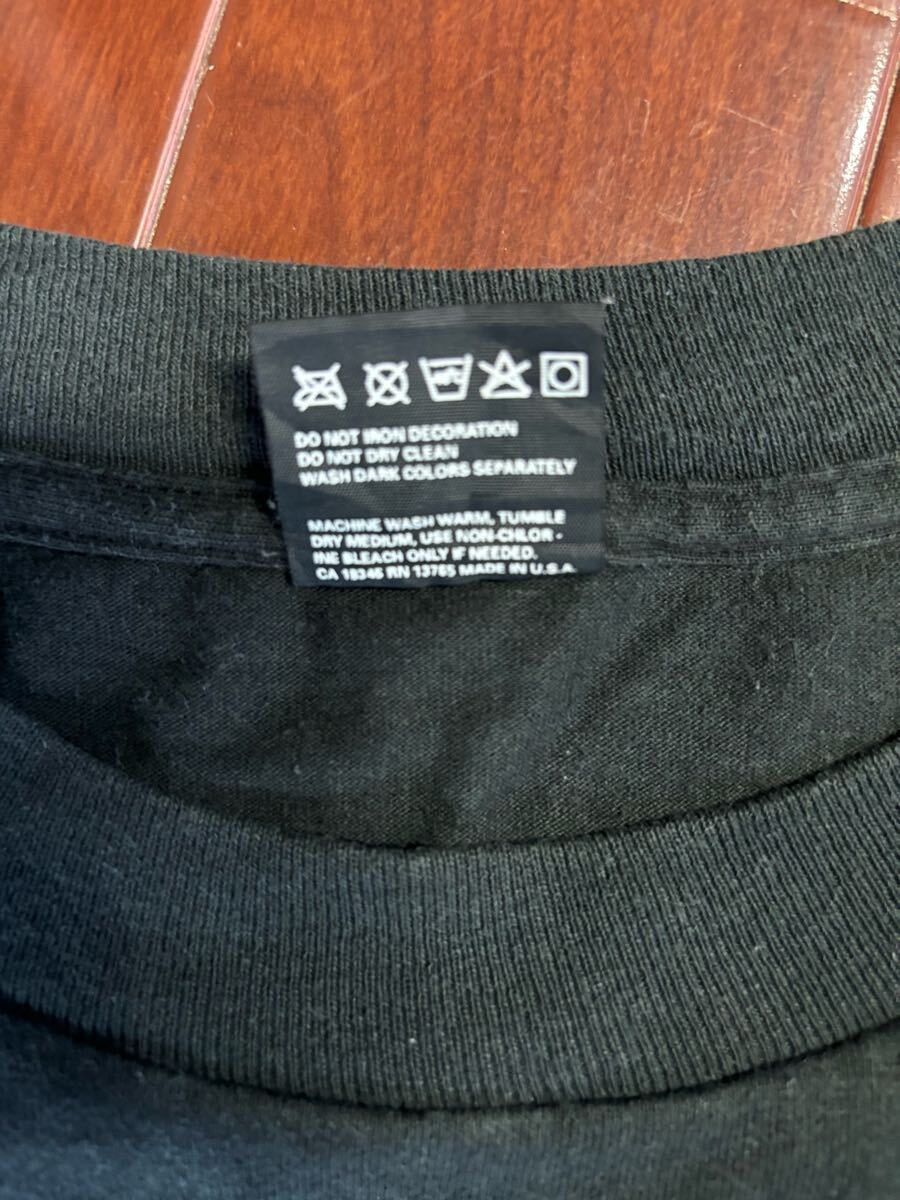 DO NOT IRON DECORATION
DO NOT DRY CLEAN
WASH DARK COLORS SEPARATELY
MACHINE WASH WARM, TUMBLE
DRY MEDIUM, USE NON-CHLOR-
INE BLEACH ONLY IF NEEDED.
CA 19346 RN 13765 MADE IN U.S.A.